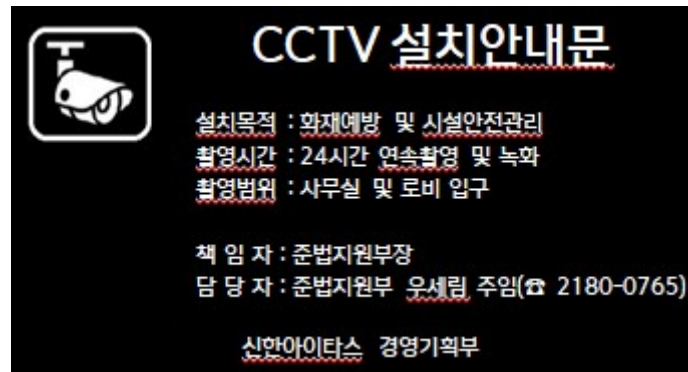 CCTV 설치안내문
설치목적 : 화재예방 및 시설안전관리
촬영시간 : 24시간 연속촬영 및 녹화
촬영범위 : 사무실 및 로비 입구
책 임 자 : 준법지원부장
담 당 자 : 준법지원부 우세림 주임(☎ 2180-0765)
신한아이타스 경영기획부